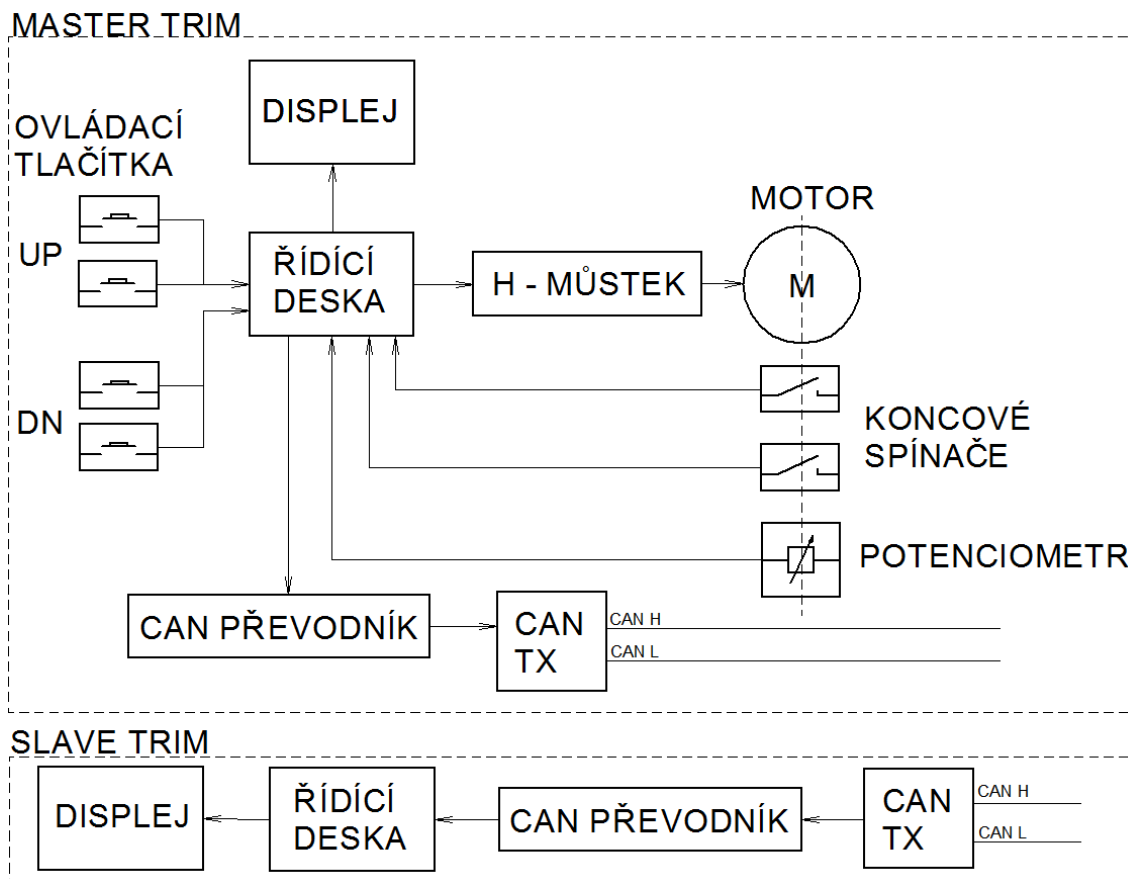 MASTER TRIM
DISPLEJ
OVLÁDACÍ
TLAČÍTKA
UP
DN
ŘÍDÍCÍ
DESKA
H - MŮSTEK
MOTOR
M
KONCOVÉ
SPÍNAČE
POTENCIOMETR
CAN PŘEVODNÍK
CAN
TX
CAN H
CAN L
SLAVE TRIM
DISPLEJ
ŘÍDÍCÍ
DESKA
CAN PŘEVODNÍK
CAN
TX
CAN H
CAN L